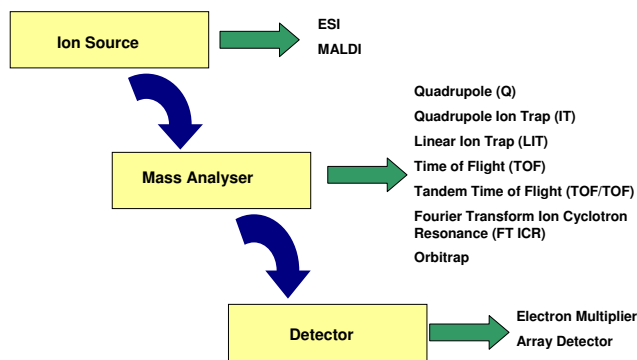 Ion Source
ESI
MALDI
Mass Analyser
Quadrupole (Q)
Quadrupole Ion Trap (IT)
Linear Ion Trap (LIT)
Time of Flight (TOF)
Tandem Time of Flight (TOF/TOF)
Fourier Transform Ion Cyclotron
Resonance (FT ICR)
Orbitrap
Detector
Electron Multiplier
Array Detector